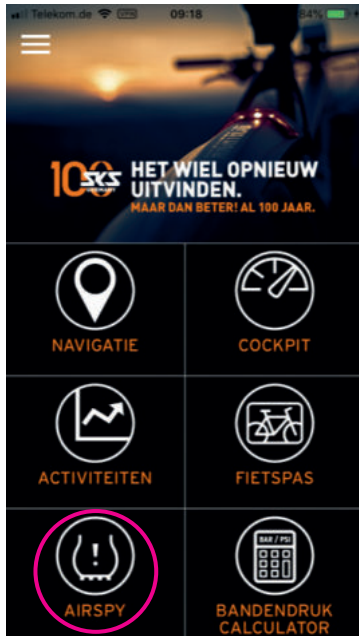 Telekom.de VPN 09:18 84%
100 SKS HET WIEL OPNIEUW
UITVINDEN.
MAAR DAN BETER! AL 100 JAAR.
NAVIGATIE
COCKPIT
ACTIVITEITEN
FIETSPAS
!
AIRSPY
BAR / PSI
BANDENDRUK
CALCULATOR